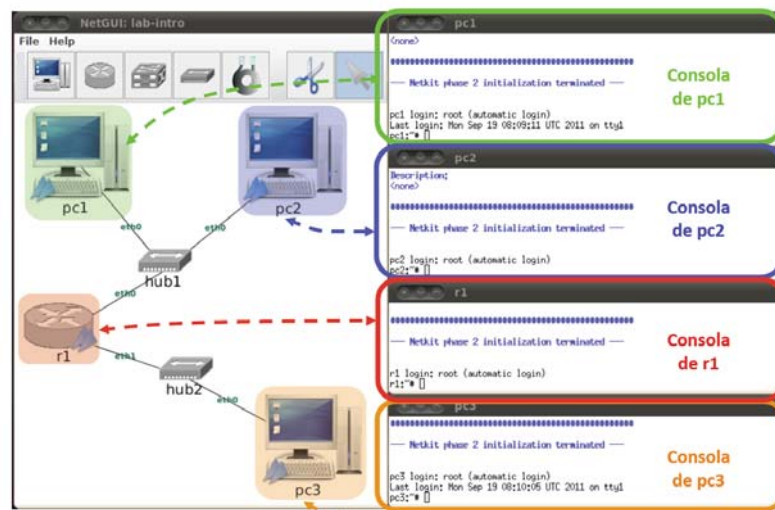 NetGUI: lab-intro
File Help
pc1
eth0
pc2
eth0
hub1
eth0
r1
eth1
hub2
eth0
pc3
pc1
<none>
--- Netkit phase 2 initialization terminated ---
pc1 login: root (automatic login)
Last login: Mon Sep 19 08:09:11 UTC 2011 on tty1
pc1:~#
Consola
de pc1
pc2
Description:
<none>
--- Netkit phase 2 initialization terminated ---
pc2 login: root (automatic login)
pc2:~#
Consola
de pc2
r1
--- Netkit phase 2 initialization terminated ---
r1 login: root (automatic login)
r1:~#
Consola
de r1
pc3
--- Netkit phase 2 initialization terminated ---
pc3 login: root (automatic login)
Last login: Mon Sep 19 08:10:05 UTC 2011 on tty1
pc3:~#
Consola
de pc3